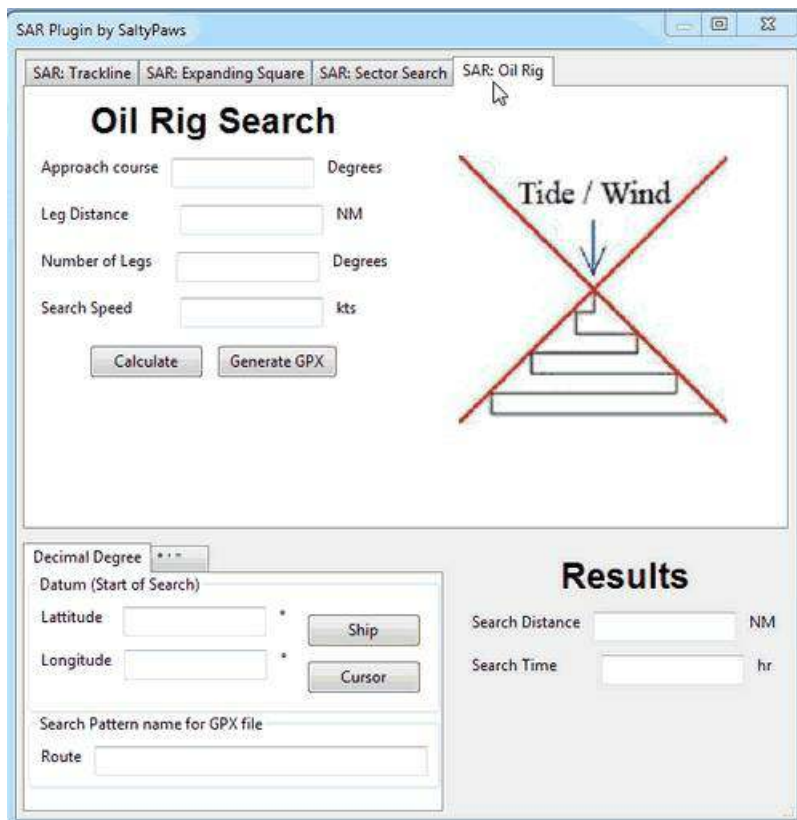 SAR Plugin by SaltyPaws
SAR: Trackline SAR: Expanding Square SAR: Sector Search SAR: Oil Rig
Oil Rig Search
Approach course Degrees
Leg Distance NM
Number of Legs Degrees
Search Speed kts
Calculate Generate GPX
Tide / Wind
Decimal Degree ° ' "
Datum (Start of Search)
Lattitude °
Ship
Longitude °
Cursor
Search Pattern name for GPX file
Route
Results
Search Distance NM
Search Time hr